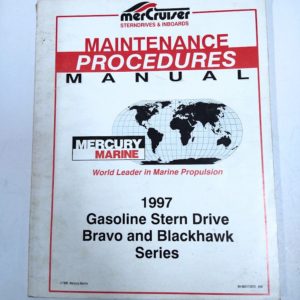 merCruiser
STERNDRIVES & INBOARDS
MAINTENANCE
PROCEDURES
MANUAL
MERCURY
MARINE
World Leader in Marine Propulsion
1997
Gasoline Stern Drive
Bravo and Blackhawk
Series